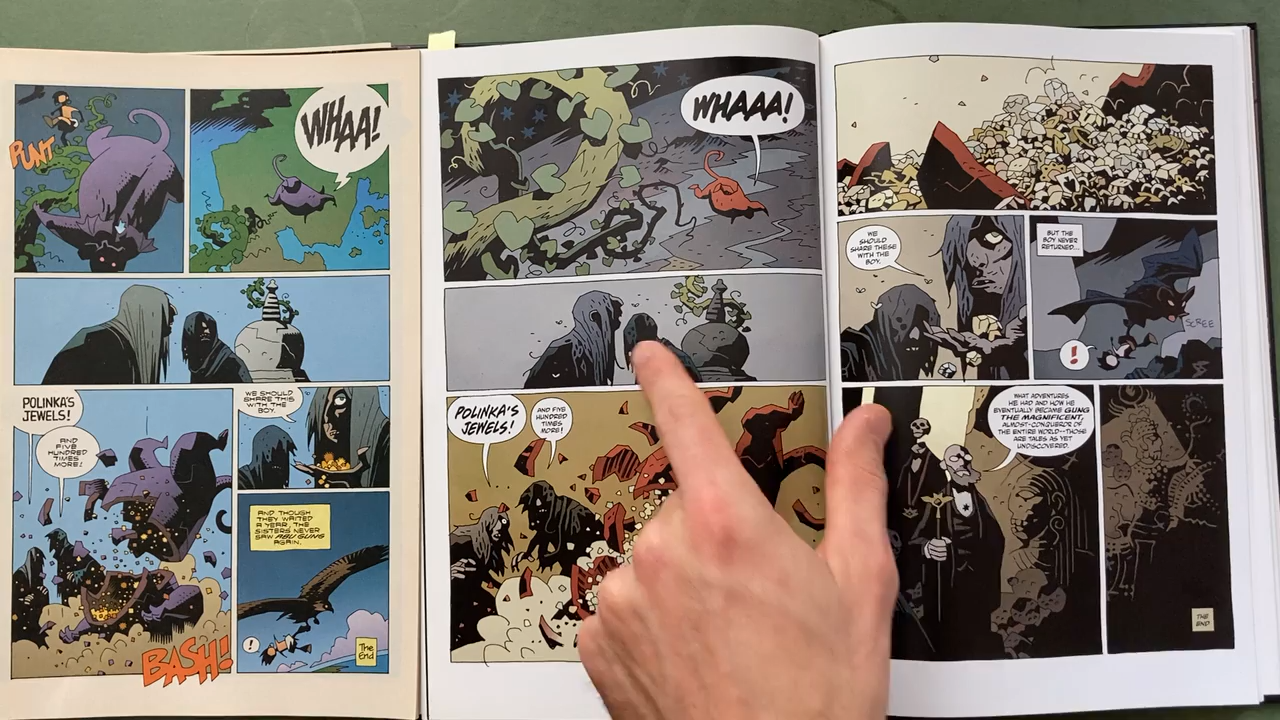 PUNT
WHAA!
POLINKA'S
JEWELS!
AND
FIVE
HUNDRED
TIMES
MORE!
BASH!
WE SHOULD
SHARE THIS
WITH THE
BOY.
AND THOUGH
THEY WAITED
A YEAR, THE
SISTERS NEVER
SAW ABU GUNG
AGAIN.
!
The
End
WHAAA!
POLINKA'S
JEWELS!
AND FIVE
HUNDRED
TIMES
MORE!
WE
SHOULD
SHARE THESE
WITH THE
BOY.
BUT THE
BOY NEVER
RETURNED...
SCREE
!
WHAT ADVENTURES
HE HAD AND HOW HE
EVENTUALLY BECAME GUNG
THE MAGNIFICENT,
ALMOST-CONQUEROR OF
THE ENTIRE WORLD--THOSE
ARE TALES AS YET
UNDISCOVERED.
THE
END